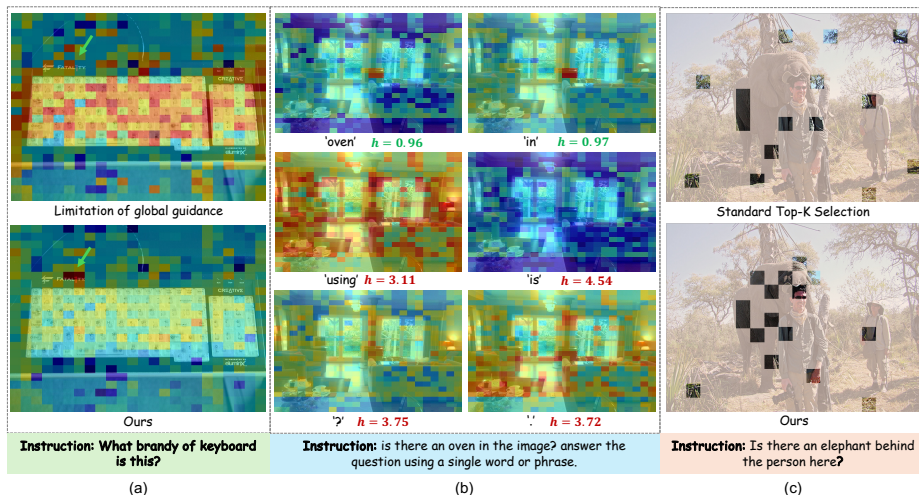 FATAL1TY
CREATIVE
Limitation of global guidance
FATAL1TY
CREATIVE
Ours
Instruction: What brandy of keyboard
is this?
(a)
'oven' h = 0.96
'in' h = 0.97
'using' h = 3.11
'is' h = 4.54
'?' h = 3.75
'.' h = 3.72
Instruction: is there an oven in the image? answer the
question using a single word or phrase.
(b)
Standard Top-K Selection
Ours
Instruction: Is there an elephant behind
the person here?
(c)